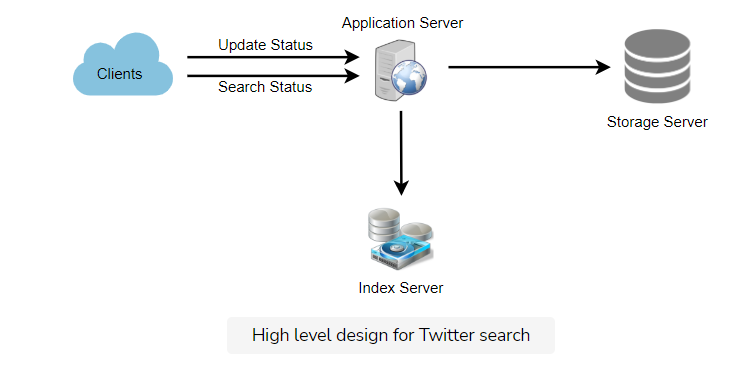 Application Server
Update Status
Clients
Search Status
Storage Server
Index Server
High level design for Twitter search